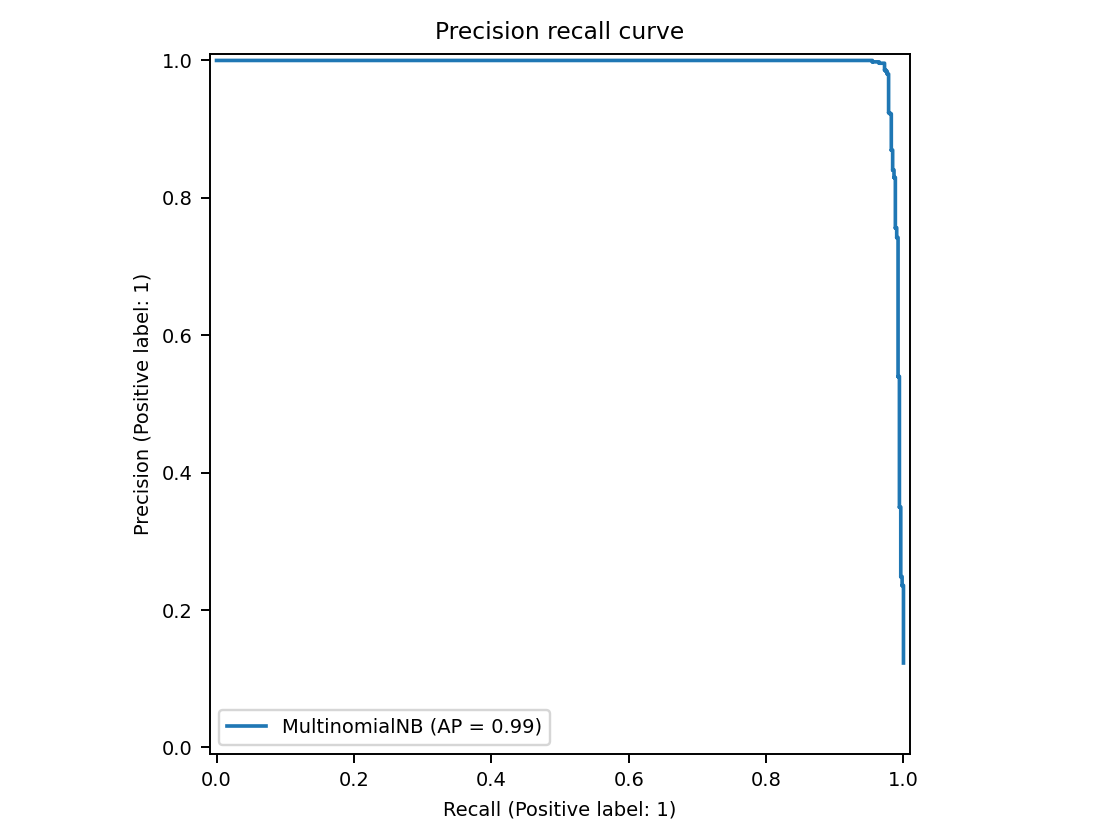 Precision recall curve
1.0
0.8
0.6
0.4
0.2
0.0
Precision (Positive label: 1)
MultinomialNB (AP = 0.99)
0.0 0.2 0.4 0.6 0.8 1.0
Recall (Positive label: 1)